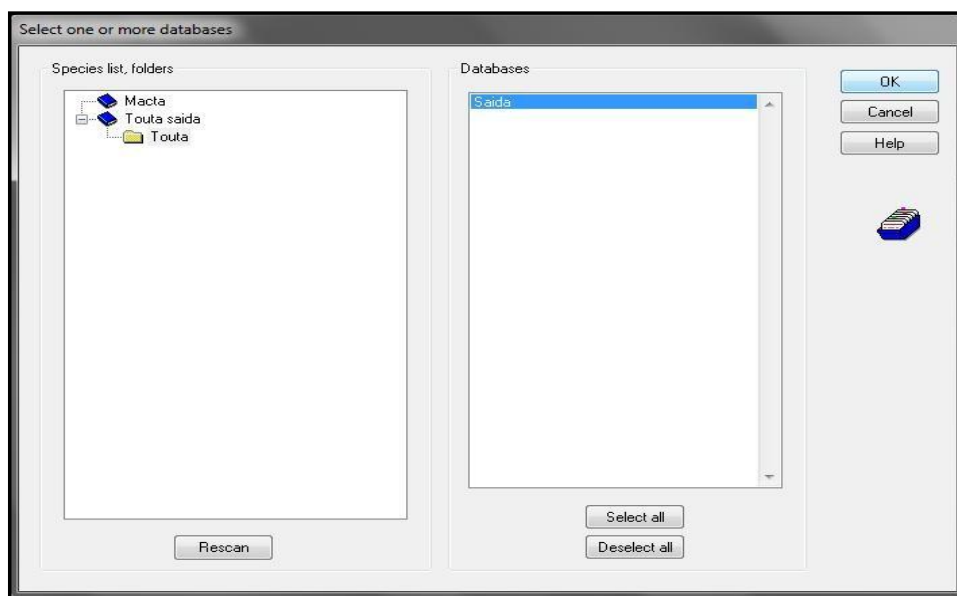 Select one or more databases
Species list, folders
Macta
Touta saida
Touta
Rescan
Databases
Saida
Select all
Deselect all
OK
Cancel
Help